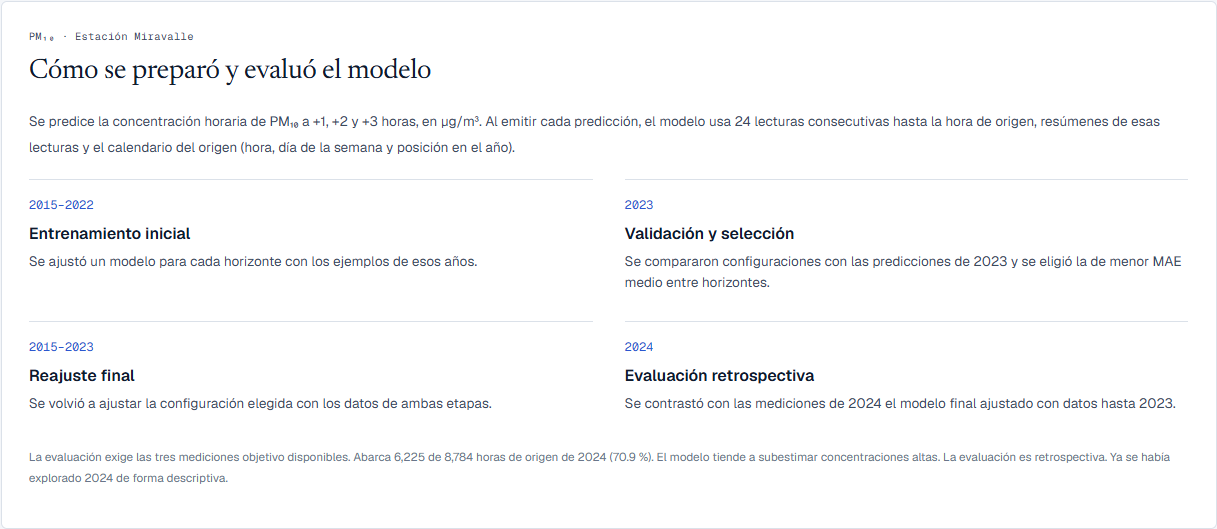 PM₁₀ · Estación Miravalle
Cómo se preparó y evaluó el modelo
Se predice la concentración horaria de PM₁₀ a +1, +2 y +3 horas, en µg/m³. Al emitir cada predicción, el modelo usa 24 lecturas consecutivas hasta la hora de origen, resúmenes de esas
lecturas y el calendario del origen (hora, día de la semana y posición en el año).
2015–2022
Entrenamiento inicial
Se ajustó un modelo para cada horizonte con los ejemplos de esos años.
2023
Validación y selección
Se compararon configuraciones con las predicciones de 2023 y se eligió la de menor MAE
medio entre horizontes.
2015–2023
Reajuste final
Se volvió a ajustar la configuración elegida con los datos de ambas etapas.
2024
Evaluación retrospectiva
Se contrastó con las mediciones de 2024 el modelo final ajustado con datos hasta 2023.
La evaluación exige las tres mediciones objetivo disponibles. Abarca 6,225 de 8,784 horas de origen de 2024 (70.9 %). El modelo tiende a subestimar concentraciones altas. La evaluación es retrospectiva. Ya se había
explorado 2024 de forma descriptiva.